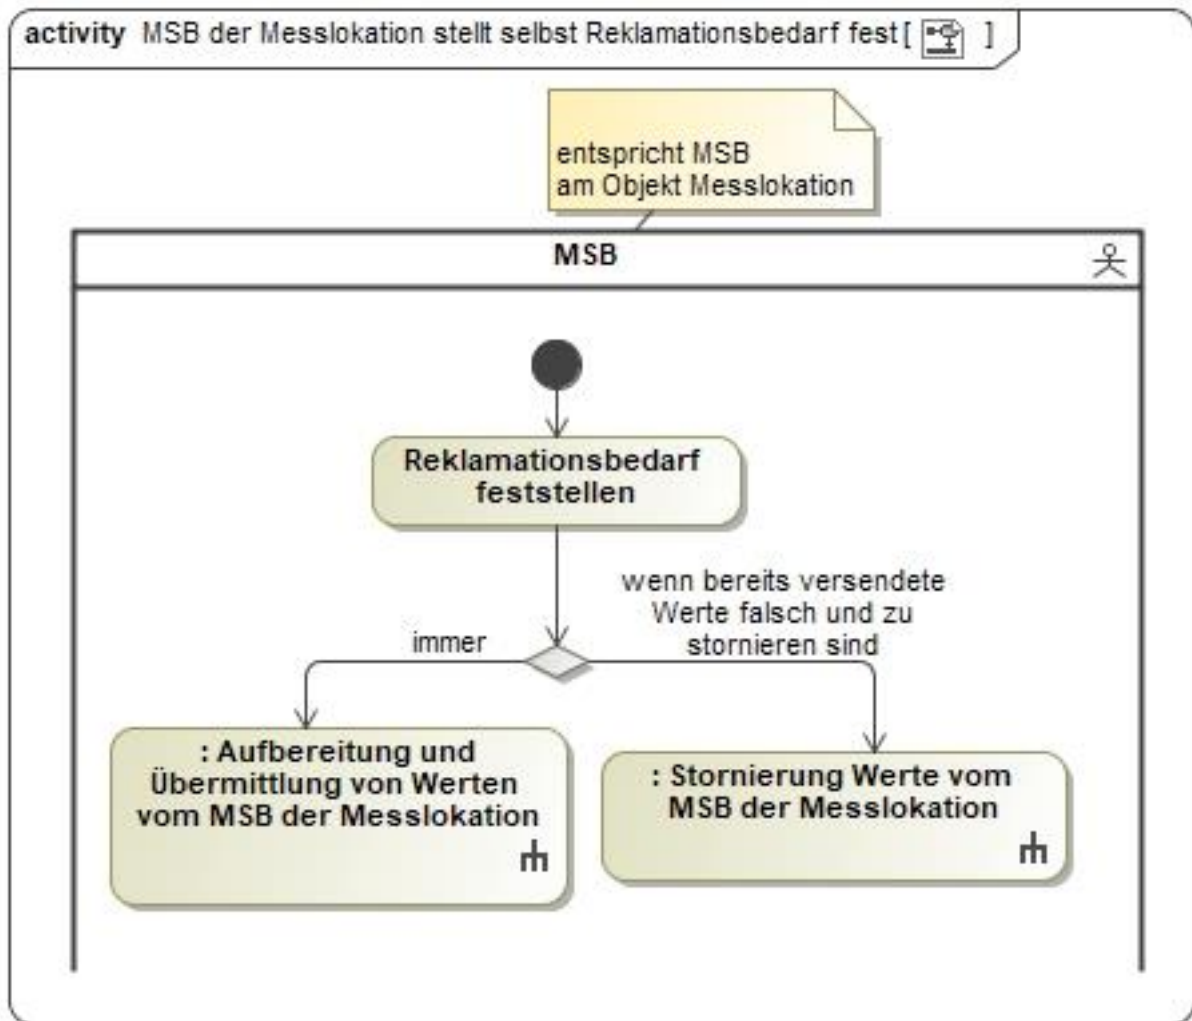 activity MSB der Messlokation stellt selbst Reklamationsbedarf fest [ ]
entspricht MSB
am Objekt Messlokation
MSB
Reklamationsbedarf
feststellen
wenn bereits versendete
Werte falsch und zu
stornieren sind
immer
: Aufbereitung und
Übermittlung von Werten
vom MSB der Messlokation
: Stornierung Werte vom
MSB der Messlokation